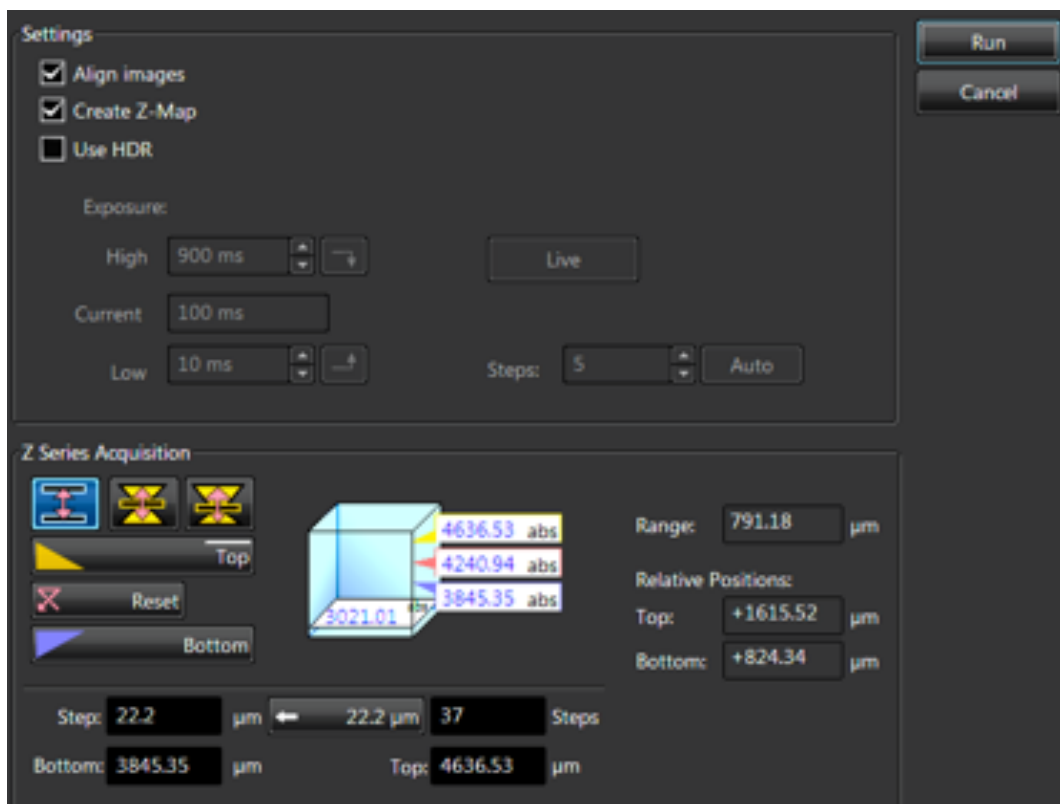 Settings
Run
Align images
Cancel
Create Z-Map
Use HDR
Exposure:
High 900 ms Live
Current 100 ms
Low 10 ms Steps: 5 Auto
Z Series Acquisition
4636.53 abs Range: 791.18 µm
Top
4240.94 abs Relative Positions:
Reset 3845.35 abs
3021.01 abs Top: +1615.52 µm
Bottom Bottom: +824.34 µm
Step: 22.2 µm 22.2 µm 37 Steps
Bottom: 3845.35 µm Top: 4636.53 µm